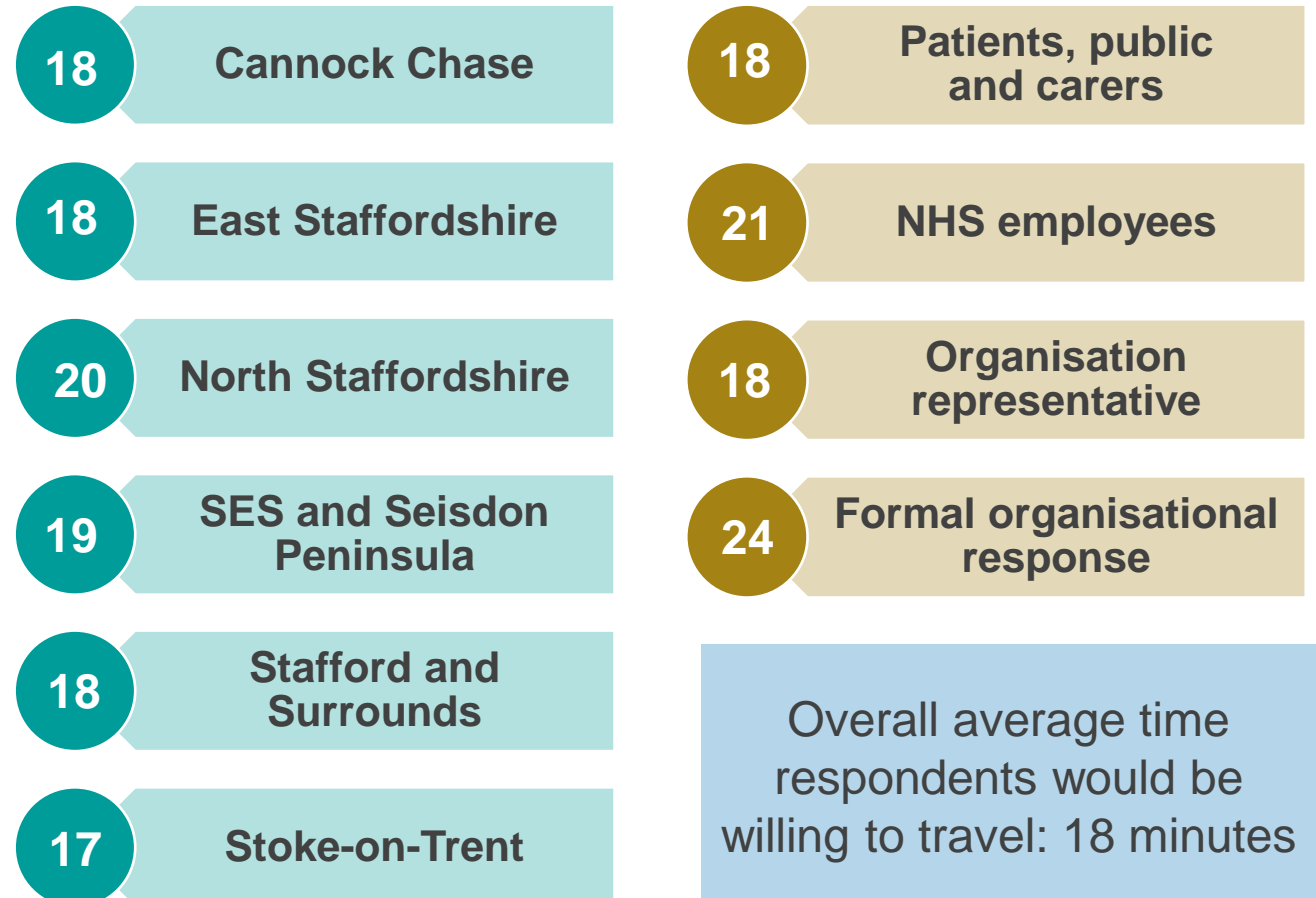 18
Cannock Chase
18
East Staffordshire
20
North Staffordshire
19
SES and Seisdon
Peninsula
18
Stafford and
Surrounds
17
Stoke-on-Trent
18
Patients, public
and carers
21
NHS employees
18
Organisation
representative
24
Formal organisational
response
Overall average time
respondents would be
willing to travel: 18 minutes